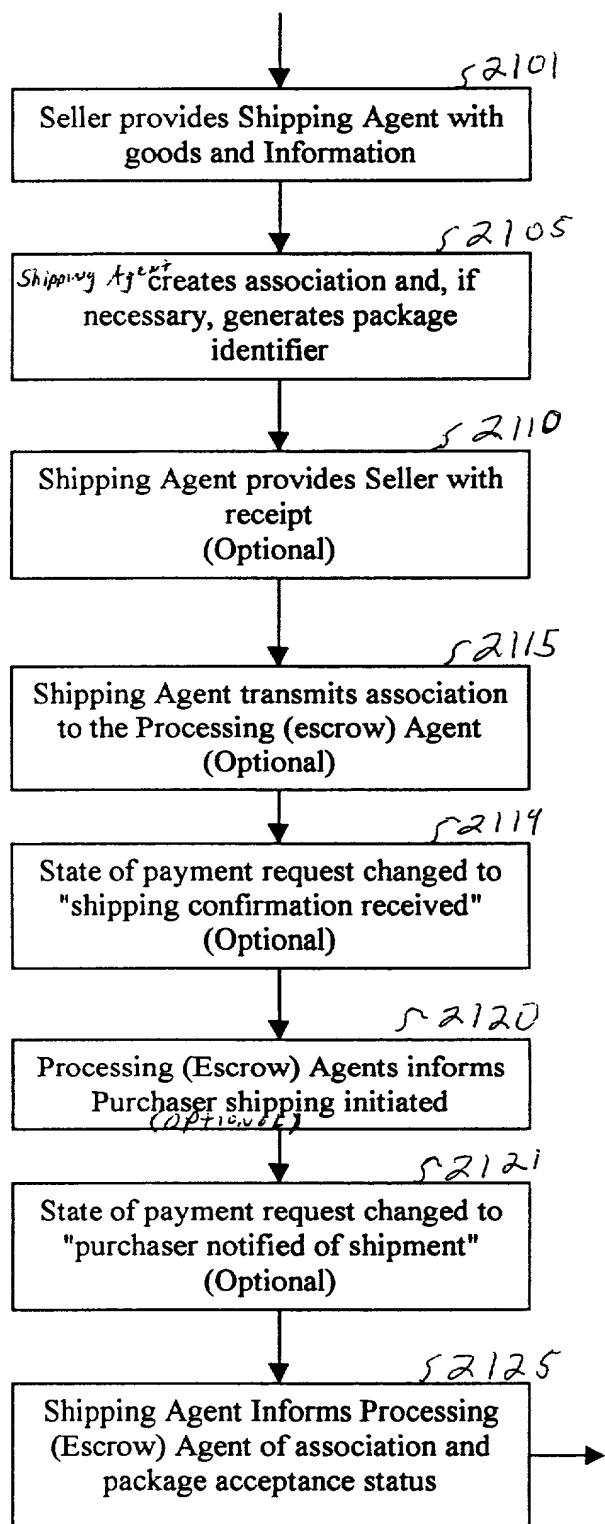 s2101
Seller provides Shipping Agent with
goods and Information
s2105
Shipping Agent creates association and, if
necessary, generates package
identifier
s2110
Shipping Agent provides Seller with
receipt
(Optional)
s2115
Shipping Agent transmits association
to the Processing (escrow) Agent
(Optional)
s2119
State of payment request changed to
"shipping confirmation received"
(Optional)
s2120
Processing (Escrow) Agents informs
Purchaser shipping initiated
(optional)
s2121
State of payment request changed to
"purchaser notified of shipment"
(Optional)
s2125
Shipping Agent Informs Processing
(Escrow) Agent of association and
package acceptance status